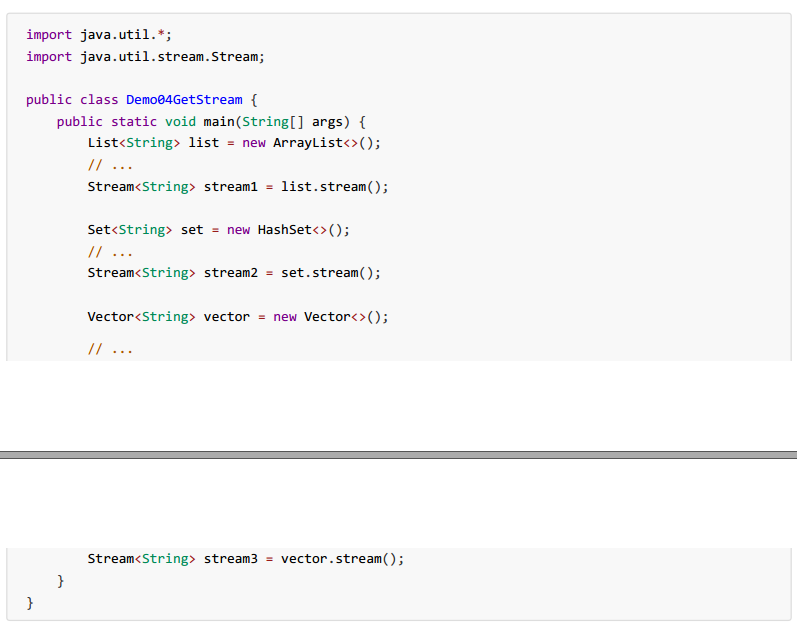 import java.util.*;
import java.util.stream.Stream;
public class Demo04GetStream {
    public static void main(String[] args) {
        List<String> list = new ArrayList<>();
        // ...
        Stream<String> stream1 = list.stream();
        Set<String> set = new HashSet<>();
        // ...
        Stream<String> stream2 = set.stream();
        Vector<String> vector = new Vector<>();
        // ...
        Stream<String> stream3 = vector.stream();
    }
}